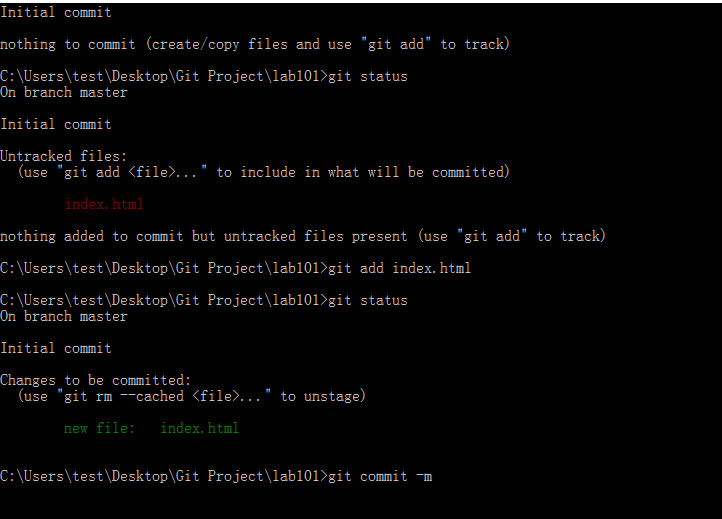 Initial commit
nothing to commit (create/copy files and use "git add" to track)
C:\Users\test\Desktop\Git Project\lab101>git status
On branch master
Initial commit
Untracked files:
  (use "git add <file>..." to include in what will be committed)
        index.html
nothing added to commit but untracked files present (use "git add" to track)
C:\Users\test\Desktop\Git Project\lab101>git add index.html
C:\Users\test\Desktop\Git Project\lab101>git status
On branch master
Initial commit
Changes to be committed:
  (use "git rm --cached <file>..." to unstage)
        new file:   index.html
C:\Users\test\Desktop\Git Project\lab101>git commit -m